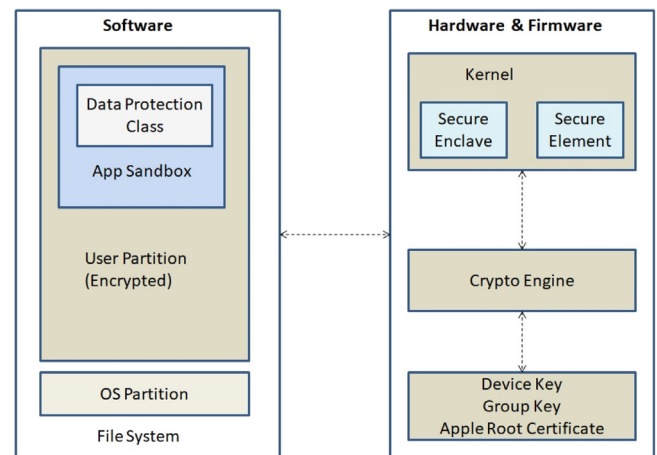 Software
Data Protection
Class
App Sandbox
User Partition
(Encrypted)
OS Partition
File System
Hardware & Firmware
Kernel
Secure
Enclave
Secure
Element
Crypto Engine
Device Key
Group Key
Apple Root Certificate